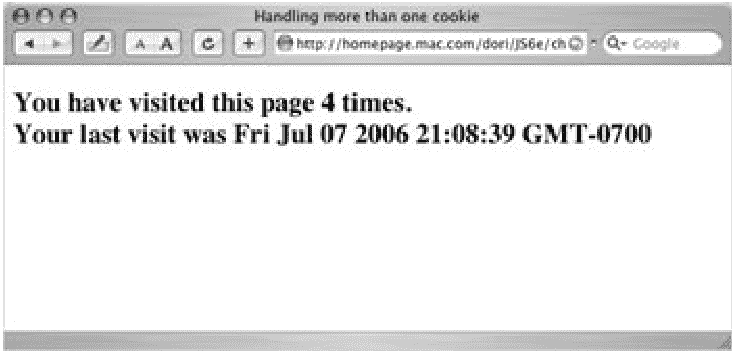 Handling more than one cookie
A A
http://homepage.mac.com/dori/JS6e/ch
Google
You have visited this page 4 times.
Your last visit was Fri Jul 07 2006 21:08:39 GMT-0700